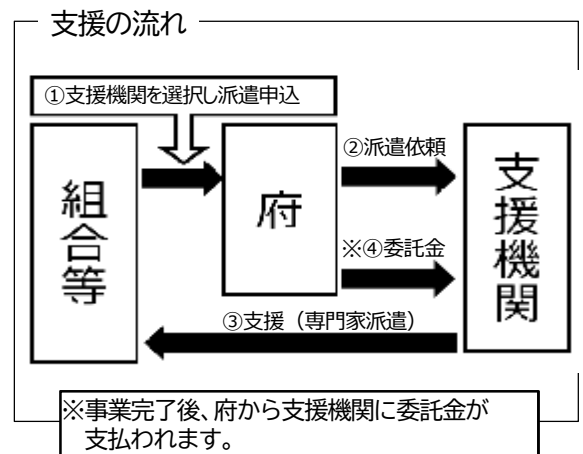 支援の流れ
①支援機関を選択し派遣申込
組合等
府
②派遣依頼
※④委託金
③支援（専門家派遣）
支援機関
※事業完了後、府から支援機関に委託金が
支払われます。